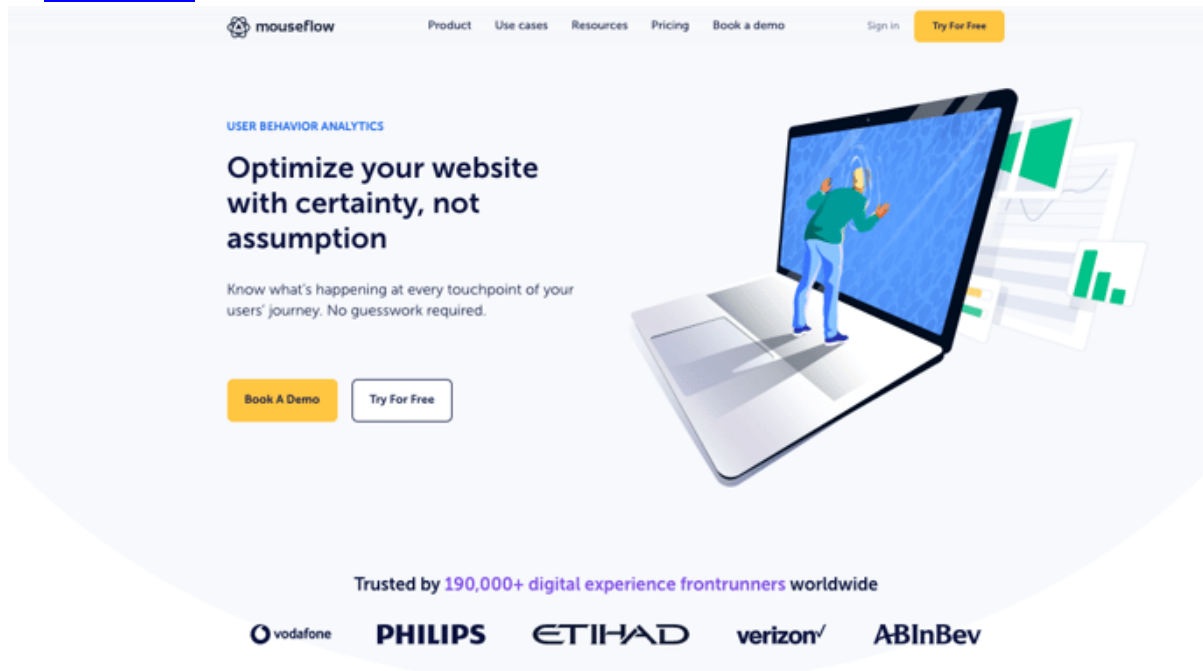 mouseflow
Product Use cases Resources Pricing Book a demo Sign in Try For Free
USER BEHAVIOR ANALYTICS
Optimize your website
with certainty, not
assumption
Know what's happening at every touchpoint of your
users' journey. No guesswork required.
Book A Demo Try For Free
Trusted by 190,000+ digital experience frontrunners worldwide
vodafone PHILIPS ETIHAD verizon ABInBev